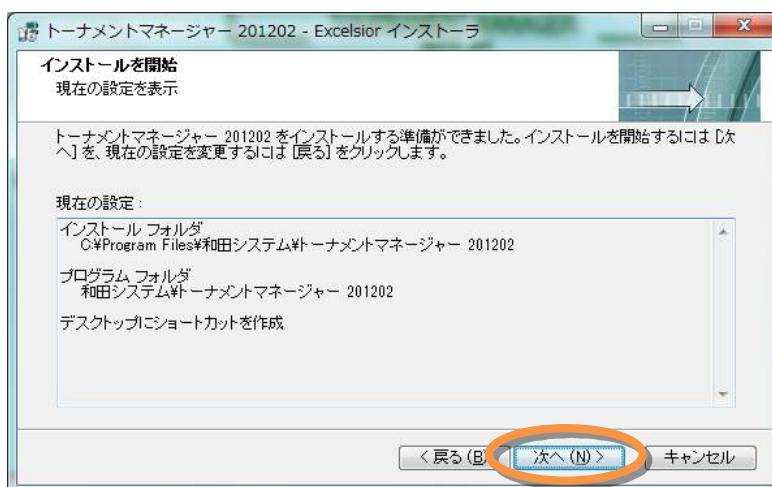 トーナメントマネージャー 201202 - Excelsior インストーラ
インストールを開始
現在の設定を表示
トーナメントマネージャー 201202 をインストールする準備ができました。インストールを開始するには [次
へ] を、現在の設定を変更するには [戻る] をクリックします。
現在の設定 :
インストール フォルダ
C:¥Program Files¥和田システム¥トーナメントマネージャー 201202
プログラム フォルダ
和田システム¥トーナメントマネージャー 201202
デスクトップにショートカットを作成
< 戻る (B) 次へ (N) > キャンセル